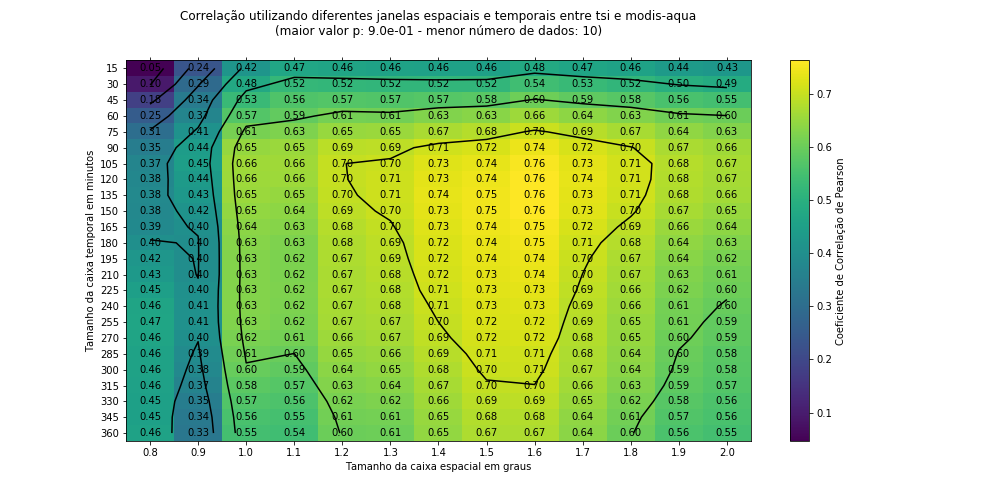 Correlação utilizando diferentes janelas espaciais e temporais entre tsi e modis-aqua
(maior valor p: 9.0e-01 - menor número de dados: 10)
15 0.05 0.24 0.42 0.47 0.46 0.46 0.46 0.46 0.48 0.47 0.46 0.44 0.43
30 0.10 0.29 0.48 0.52 0.52 0.52 0.52 0.52 0.54 0.53 0.52 0.50 0.49
45 0.18 0.34 0.53 0.56 0.57 0.57 0.57 0.58 0.60 0.59 0.58 0.56 0.55
60 0.25 0.37 0.57 0.59 0.61 0.61 0.63 0.63 0.66 0.64 0.63 0.61 0.60
75 0.31 0.41 0.61 0.63 0.65 0.65 0.67 0.68 0.70 0.69 0.67 0.64 0.63
90 0.35 0.44 0.65 0.65 0.69 0.69 0.71 0.72 0.74 0.72 0.70 0.67 0.66
105 0.37 0.45 0.66 0.66 0.70 0.70 0.73 0.74 0.76 0.73 0.71 0.68 0.67
120 0.38 0.44 0.66 0.66 0.70 0.71 0.73 0.74 0.76 0.74 0.71 0.68 0.67
135 0.38 0.43 0.65 0.65 0.70 0.71 0.74 0.75 0.76 0.74 0.71 0.68 0.66
150 0.38 0.42 0.65 0.64 0.69 0.70 0.73 0.75 0.76 0.73 0.70 0.67 0.65
165 0.39 0.40 0.64 0.63 0.68 0.70 0.73 0.74 0.75 0.72 0.69 0.66 0.64
180 0.40 0.40 0.63 0.63 0.68 0.69 0.72 0.74 0.75 0.71 0.68 0.64 0.63
195 0.42 0.40 0.63 0.62 0.67 0.69 0.72 0.74 0.74 0.70 0.67 0.64 0.62
210 0.43 0.40 0.63 0.62 0.67 0.68 0.72 0.73 0.74 0.70 0.67 0.63 0.61
225 0.44 0.40 0.63 0.62 0.67 0.68 0.71 0.73 0.73 0.69 0.66 0.62 0.60
240 0.46 0.41 0.63 0.62 0.67 0.68 0.71 0.72 0.73 0.69 0.66 0.61 0.60
255 0.47 0.41 0.63 0.62 0.67 0.67 0.70 0.72 0.72 0.69 0.65 0.61 0.59
270 0.46 0.40 0.62 0.61 0.66 0.67 0.69 0.72 0.72 0.68 0.65 0.60 0.59
285 0.46 0.39 0.61 0.60 0.65 0.66 0.69 0.71 0.71 0.68 0.64 0.60 0.58
300 0.46 0.38 0.60 0.59 0.64 0.65 0.68 0.70 0.71 0.67 0.64 0.59 0.58
315 0.46 0.37 0.58 0.57 0.63 0.64 0.67 0.70 0.70 0.66 0.63 0.59 0.57
330 0.45 0.35 0.57 0.56 0.62 0.62 0.66 0.69 0.69 0.65 0.62 0.58 0.56
345 0.45 0.34 0.56 0.55 0.61 0.61 0.65 0.68 0.68 0.64 0.61 0.57 0.56
360 0.46 0.33 0.55 0.54 0.60 0.61 0.65 0.67 0.67 0.64 0.60 0.56 0.55
0.8 0.9 1.0 1.1 1.2 1.3 1.4 1.5 1.6 1.7 1.8 1.9 2.0
Tamanho da caixa espacial em graus
Tamanho da caixa temporal em minutos
0.7
0.6
0.5
0.4
0.3
0.2
0.1
Coeficiente de Correlação de Pearson